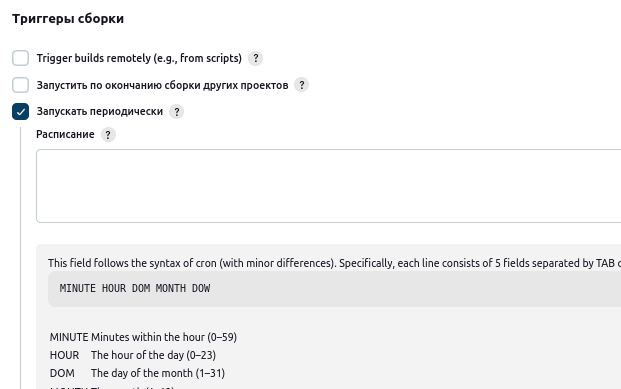 Триггеры сборки
Trigger builds remotely (e.g., from scripts) ?
Запустить по окончанию сборки других проектов ?
Запускать периодически ?
Расписание ?
This field follows the syntax of cron (with minor differences). Specifically, each line consists of 5 fields separated by TAB
MINUTE HOUR DOM MONTH DOW
MINUTE Minutes within the hour (0–59)
HOUR The hour of the day (0–23)
DOM The day of the month (1–31)